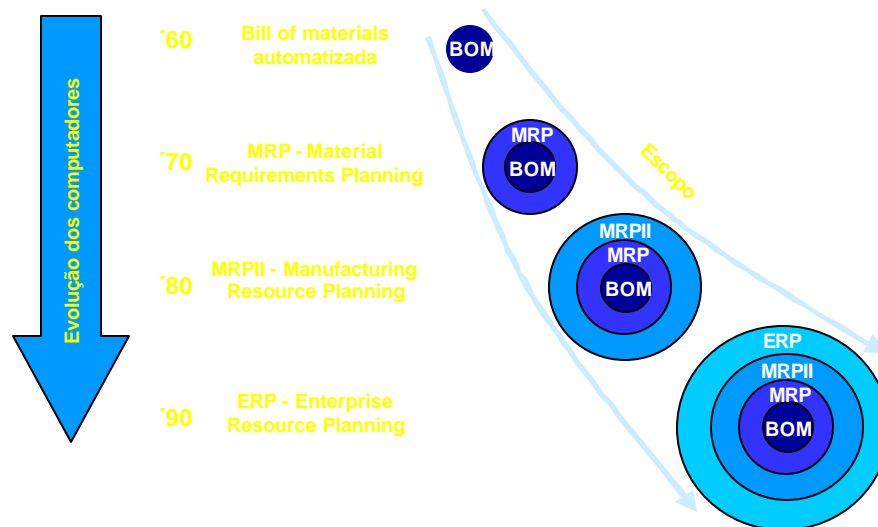 ´60
Bill of materials
automatizada
BOM
Evolução dos computadores
´70
MRP - Material
Requirements Planning
MRP
BOM
Escopo
´80
MRPII - Manufacturing
Resource Planning
MRPII
MRP
BOM
´90
ERP - Enterprise
Resource Planning
ERP
MRPII
MRP
BOM